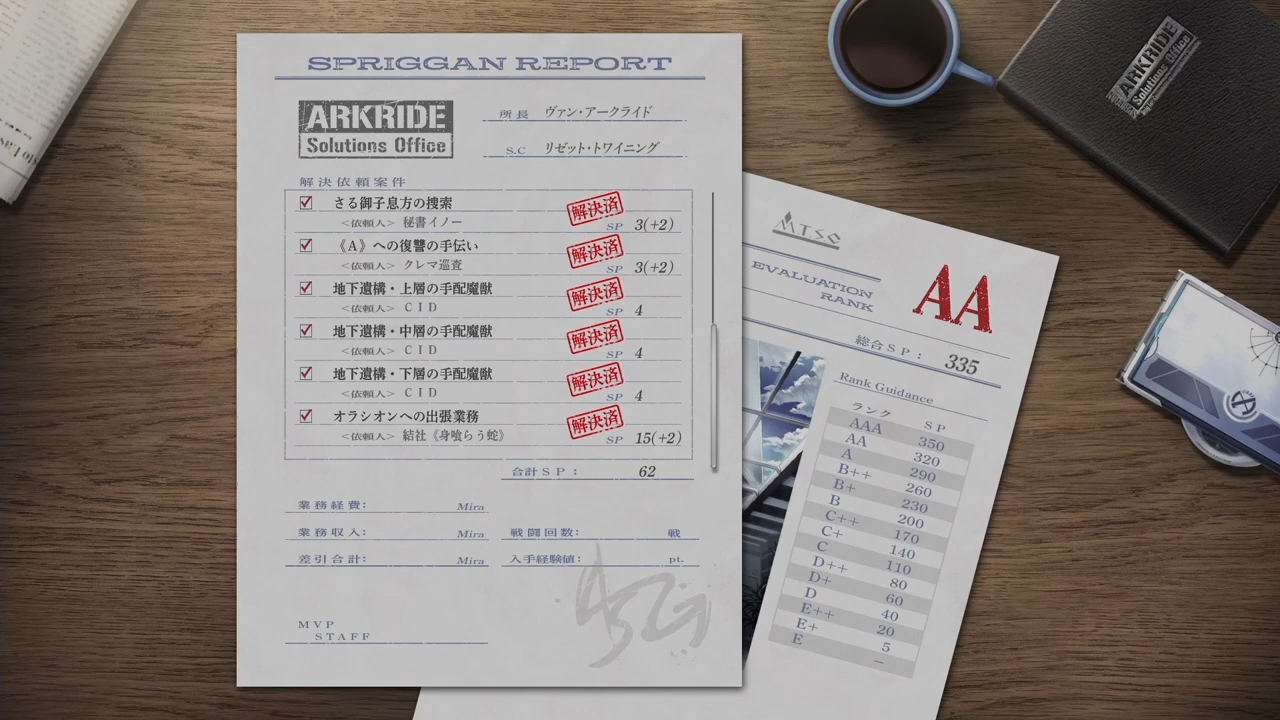 SPRIGGAN REPORT
ARKRIDE
Solutions Office
所長 ヴァン・アークライド
S.C リゼット・トワイニング
解決依頼案件
さる御子息方の捜索
解決済
<依頼人> 秘書イノー
SP 3(+2)
《A》への復讐の手伝い
解決済
<依頼人> クレマ巡査
SP 3(+2)
地下遺構・上層の手配魔獣
解決済
<依頼人> CID
SP 4
地下遺構・中層の手配魔獣
解決済
<依頼人> CID
SP 4
地下遺構・下層の手配魔獣
解決済
<依頼人> CID
SP 4
オラシオンへの出張業務
解決済
<依頼人> 結社《身喰らう蛇》
SP 15(+2)
合計SP: 62
業務経費: Mira
業務収入: Mira
戦闘回数: 戦
差引合計: Mira
入手経験値: pt.
MVP
STAFF
MTSC
EVALUATION
RANK
AA
総合SP: 335
Rank Guidance
ランク SP
AAA 350
AA 320
A 290
B++ 260
B+ 230
B 200
C++ 170
C+ 140
C 110
D++ 80
D+ 60
D 40
E++ 20
E+ 5
E –
ARKRIDE
Solutions Office